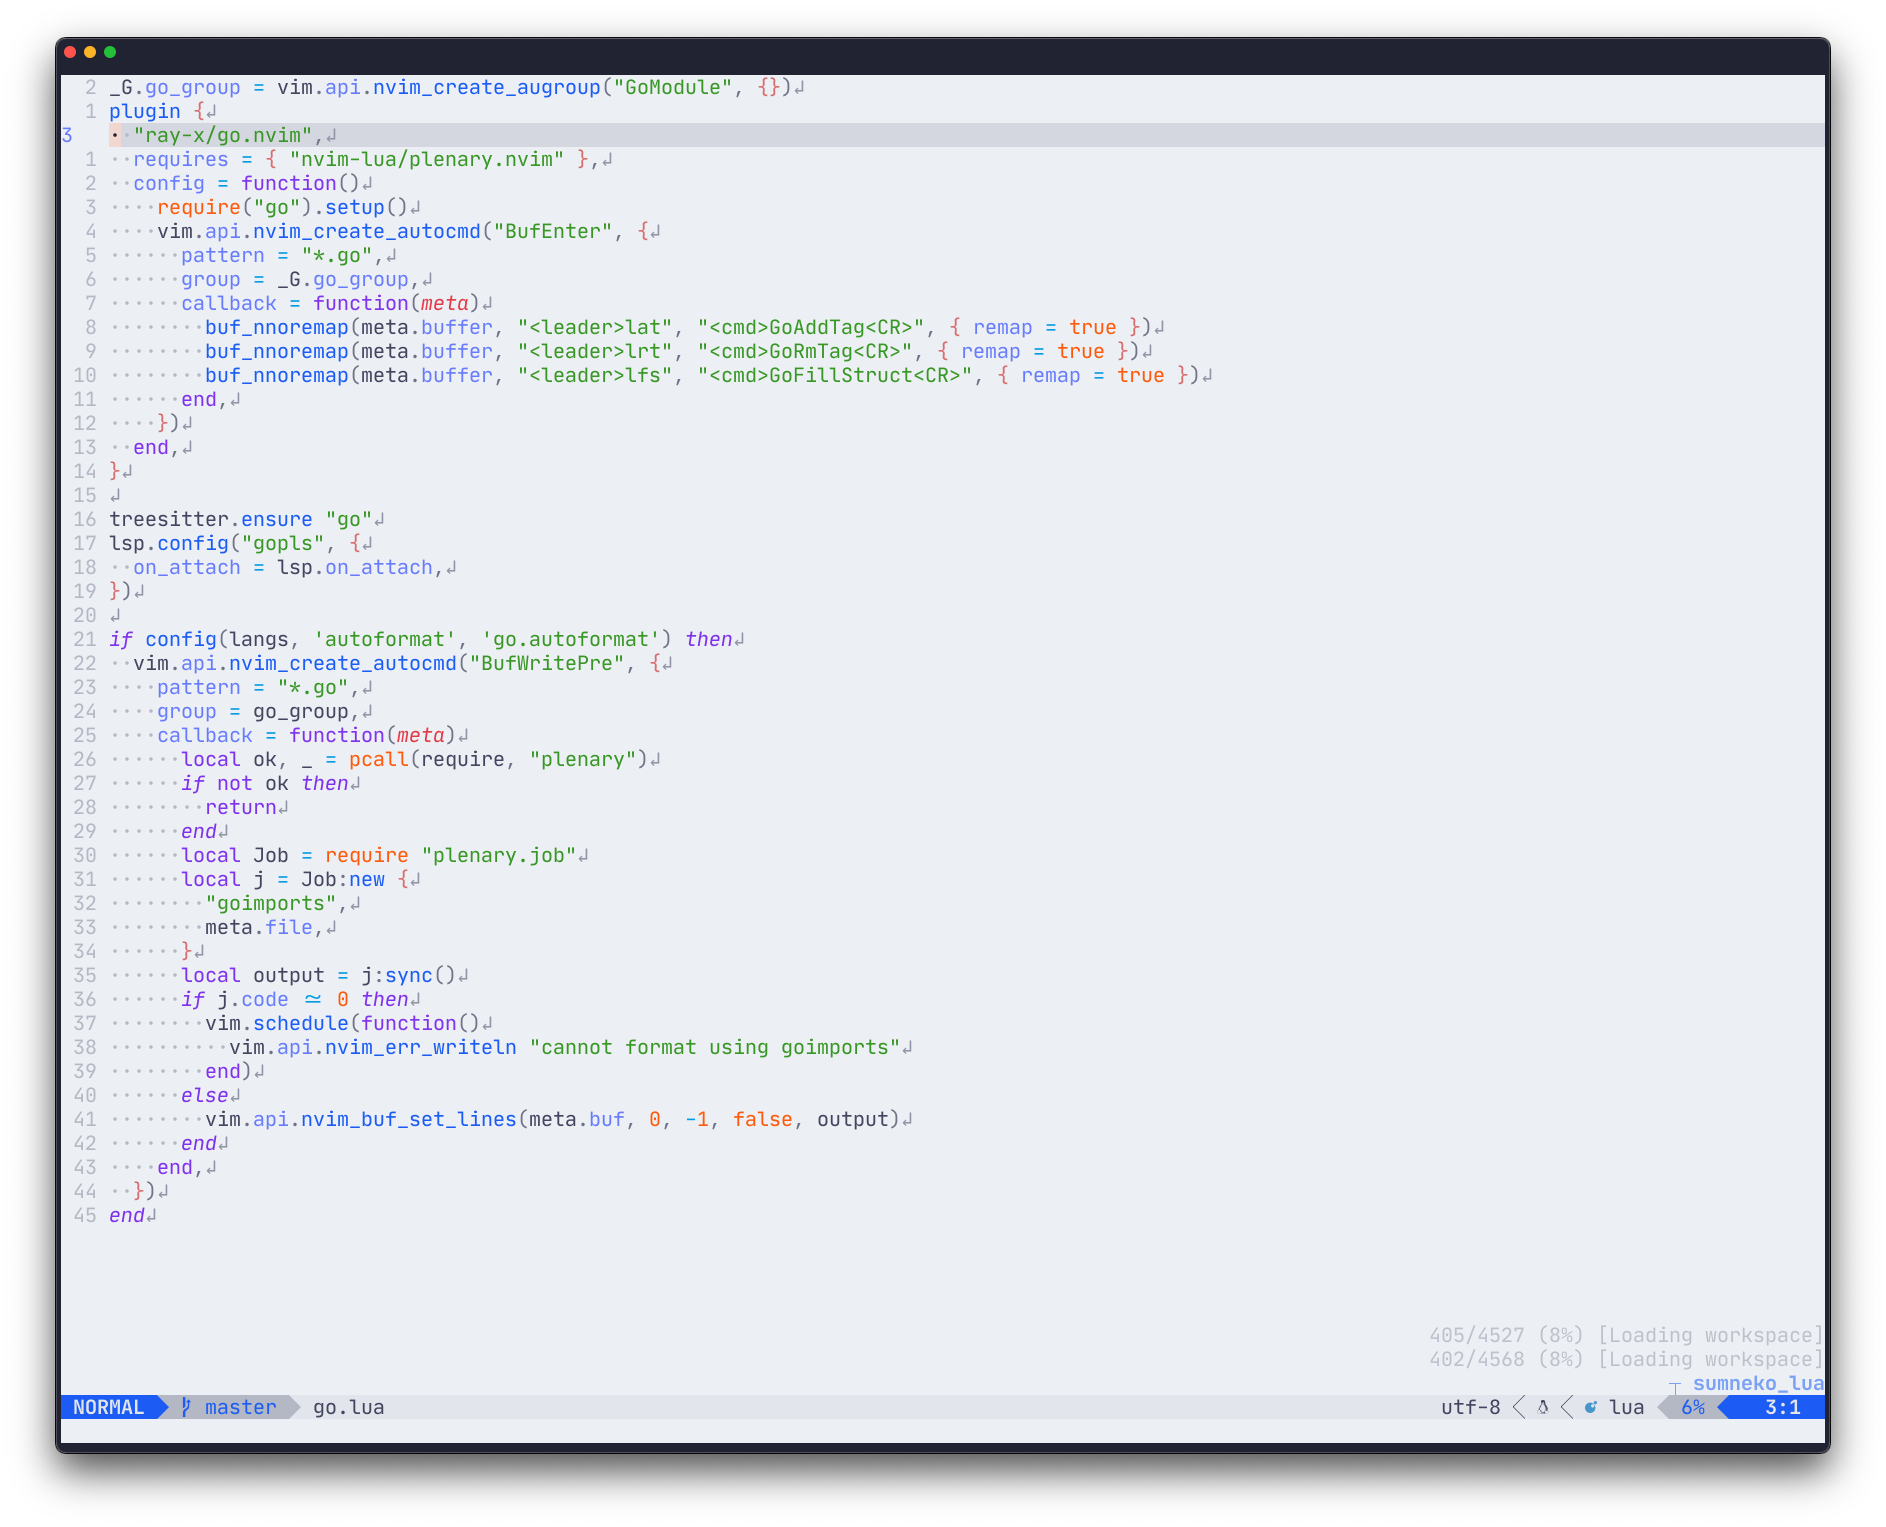 2 _G.go_group = vim.api.nvim_create_augroup("GoModule", {})↲
1 plugin {↲
3 ··"ray-x/go.nvim",↲
1 ··requires = { "nvim-lua/plenary.nvim" },↲
2 ··config = function()↲
3 ····require("go").setup()↲
4 ····vim.api.nvim_create_autocmd("BufEnter", {↲
5 ······pattern = "*.go",↲
6 ······group = _G.go_group,↲
7 ······callback = function(meta)↲
8 ········buf_nnoremap(meta.buffer, "<leader>lat", "<cmd>GoAddTag<CR>", { remap = true })↲
9 ········buf_nnoremap(meta.buffer, "<leader>lrt", "<cmd>GoRmTag<CR>", { remap = true })↲
10 ········buf_nnoremap(meta.buffer, "<leader>lfs", "<cmd>GoFillStruct<CR>", { remap = true })↲
11 ······end,↲
12 ····})↲
13 ··end,↲
14 }↲
15 ↲
16 treesitter.ensure "go"↲
17 lsp.config("gopls", {↲
18 ··on_attach = lsp.on_attach,↲
19 })↲
20 ↲
21 if config(langs, 'autoformat', 'go.autoformat') then↲
22 ··vim.api.nvim_create_autocmd("BufWritePre", {↲
23 ····pattern = "*.go",↲
24 ····group = go_group,↲
25 ····callback = function(meta)↲
26 ······local ok, _ = pcall(require, "plenary")↲
27 ······if not ok then↲
28 ········return↲
29 ······end↲
30 ······local Job = require "plenary.job"↲
31 ······local j = Job:new {↲
32 ········"goimports",↲
33 ········meta.file,↲
34 ······}↲
35 ······local output = j:sync()↲
36 ······if j.code ≃ 0 then↲
37 ········vim.schedule(function()↲
38 ··········vim.api.nvim_err_writeln "cannot format using goimports"↲
39 ········end)↲
40 ······else↲
41 ········vim.api.nvim_buf_set_lines(meta.buf, 0, -1, false, output)↲
42 ······end↲
43 ····end,↲
44 ··})↲
45 end↲
405/4527 (8%) [Loading workspace]
402/4568 (8%) [Loading workspace]
┬ sumneko_lua
NORMAL master go.lua utf-8 lua 6% 3:1